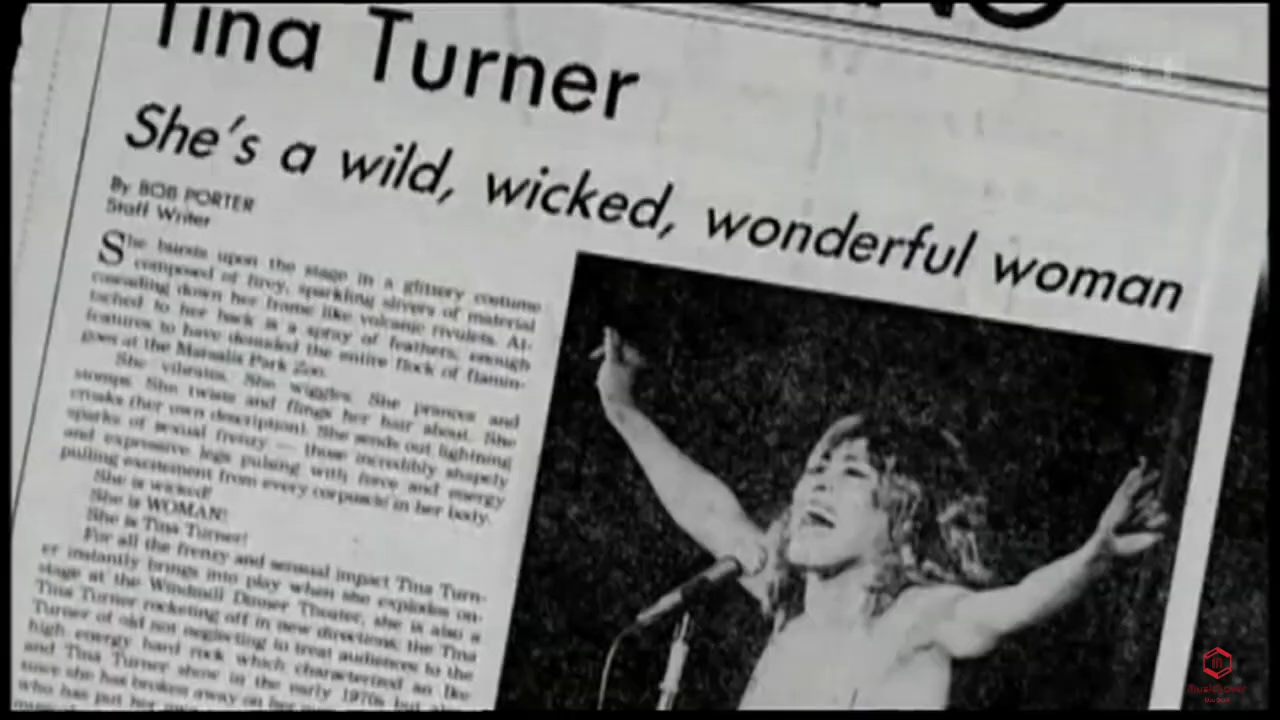 Tina Turner
She's a wild, wicked, wonderful woman
By BOB PORTER
Staff Writer
She bursts upon the stage in a glittery costume
composed of firey, sparkling slivers of material
cascading down her frame like volcanic rivulets. At-
tached to her back is a spray of feathers, enough
features to have denuded the entire flock of flamin-
goes at the Marsalis Park Zoo.
She vibrates. She wiggles. She prances and
stomps. She twists and flings her hair about. She
croaks (her own description). She sends out lightning
sparks of sexual frenzy — those incredibly shapely
and expressive legs pulsing with force and energy
pulling excitement from every corpuscle in her body.
She is wicked!
She is WOMAN!
She is Tina Turner!
For all the frenzy and sensual impact Tina Turn-
er instantly brings into play when she explodes on-
stage at the Windmill Dinner Theater, she is also a
Tina Turner rocketing off in new directions, the Tina
Turner of old not neglecting to treat audiences to the
high energy hard rock which characterized an Ike
and Tina Turner show in the early 1970s but also
since she has broken away on her
who has put her